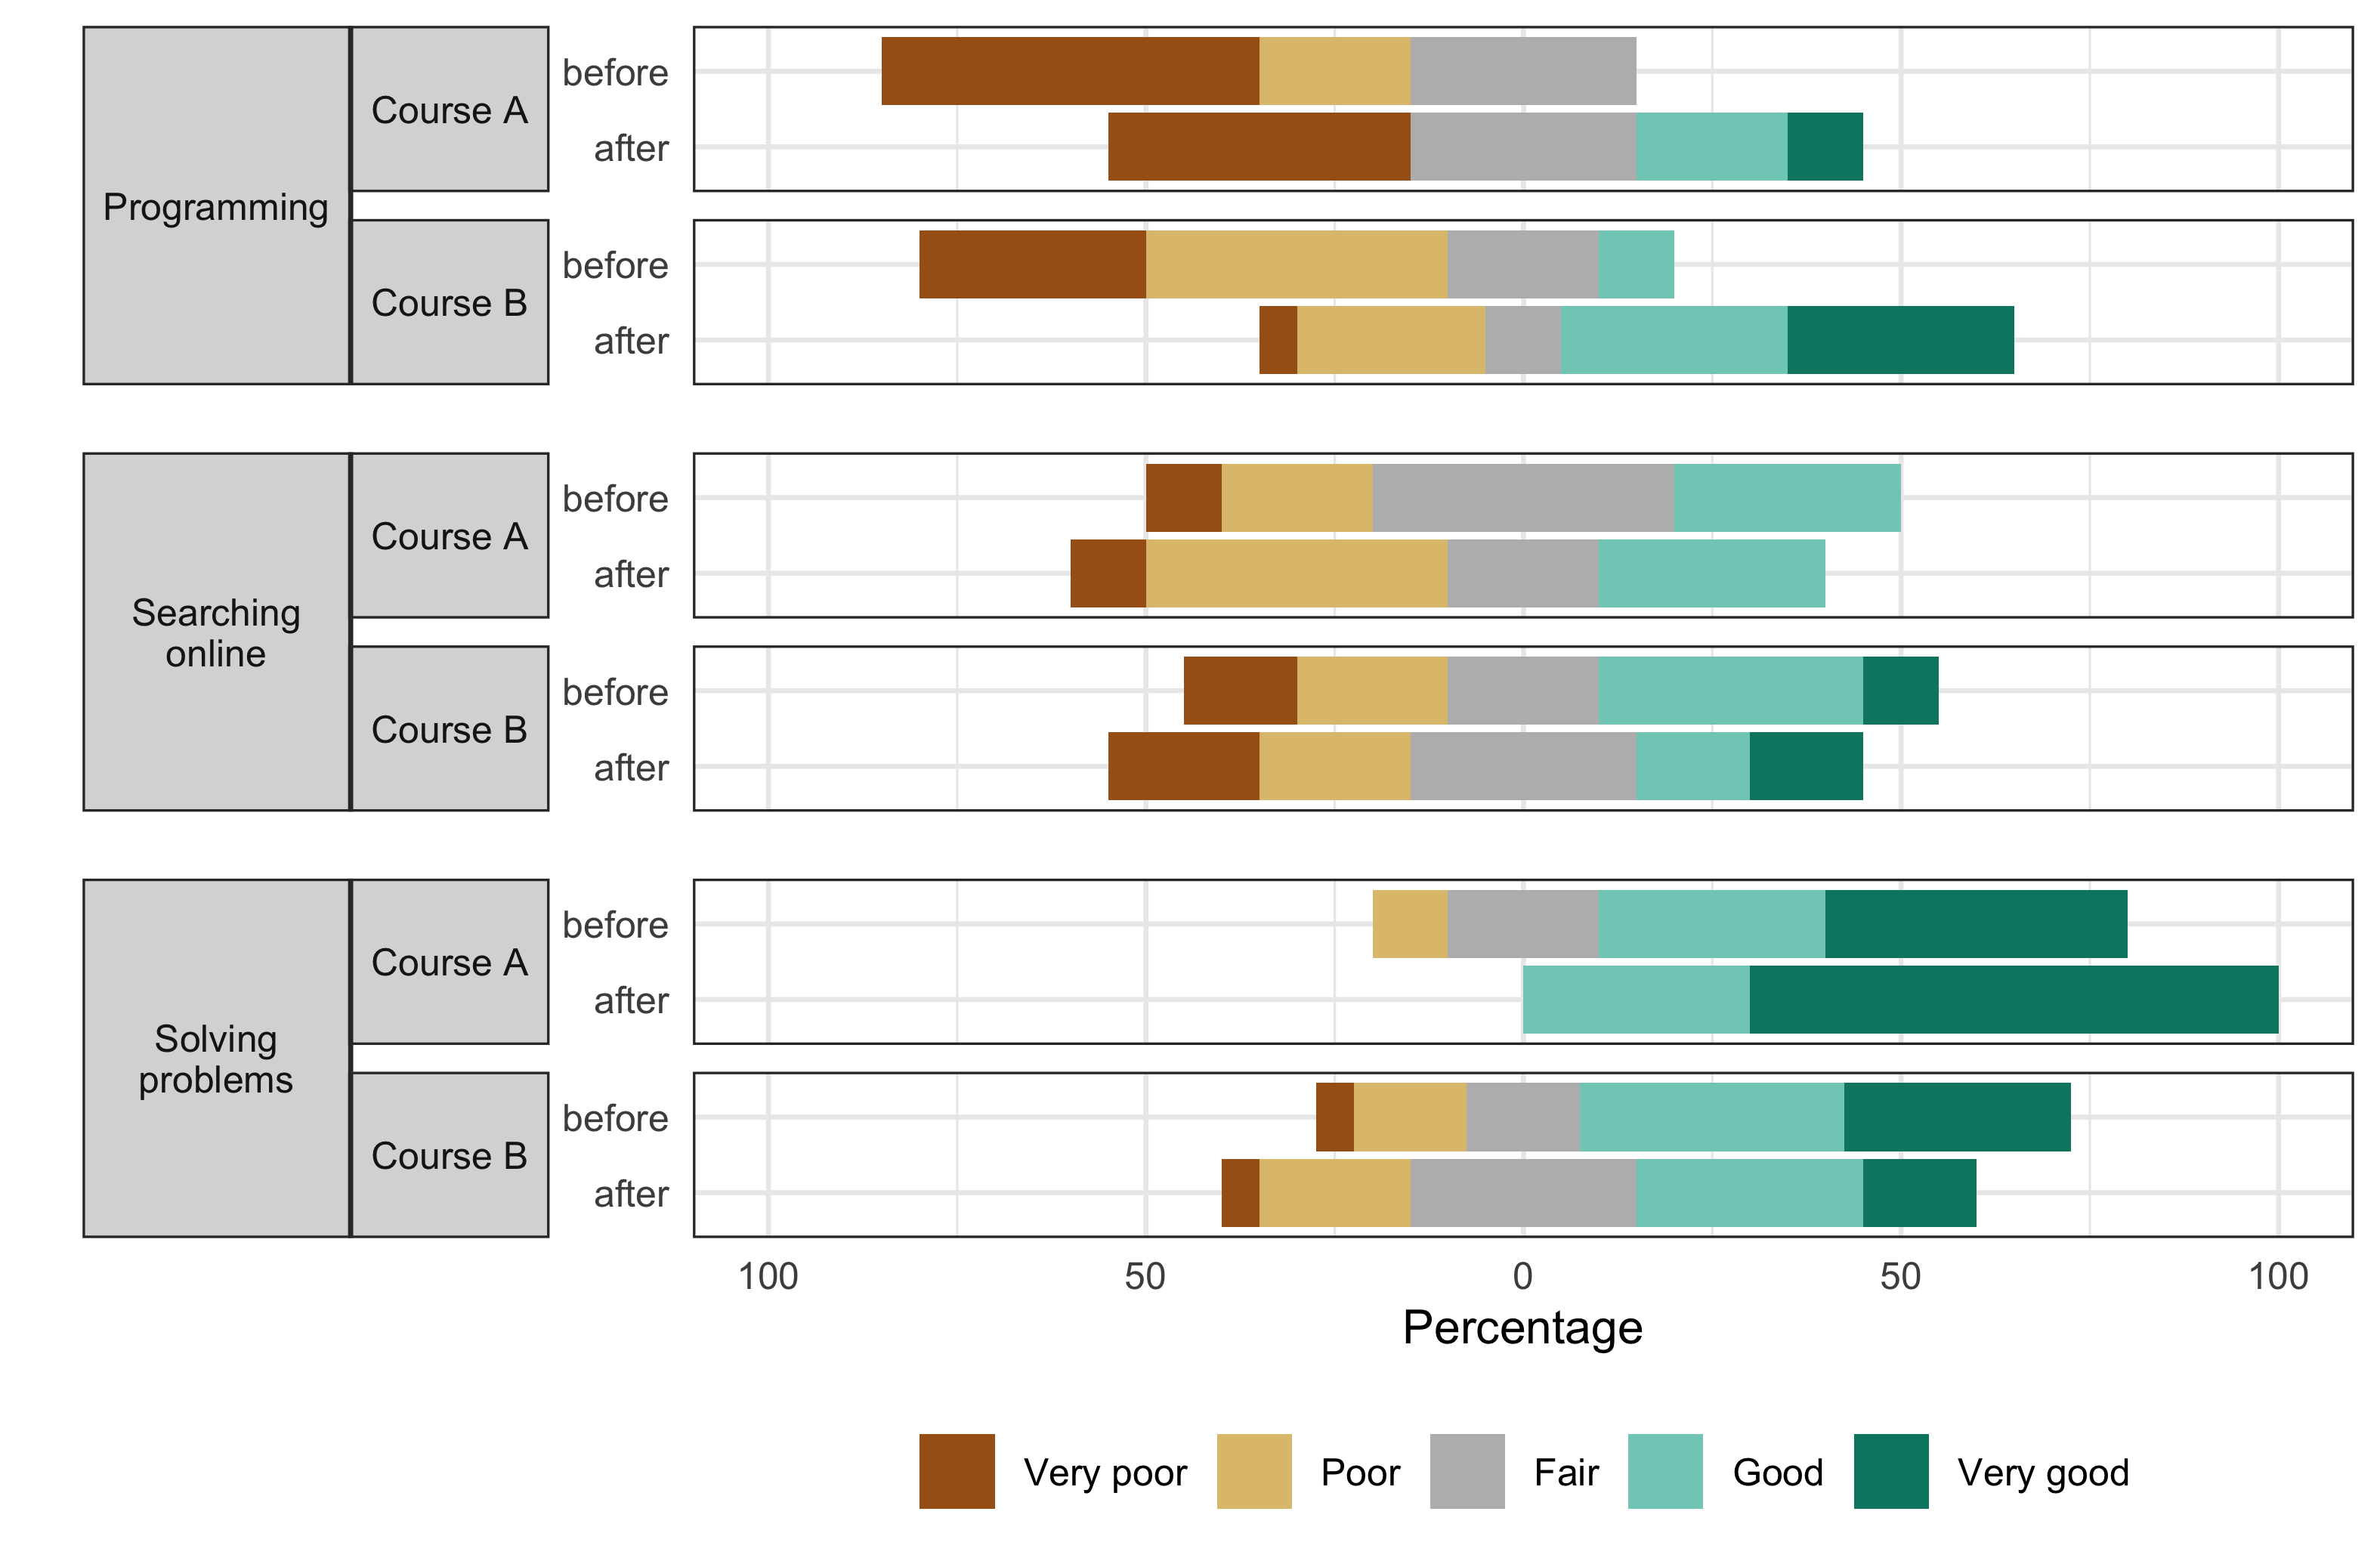 Programming
Course A
before
after
Course B
before
after
Searching
online
Course A
before
after
Course B
before
after
Solving
problems
Course A
before
after
Course B
before
after
100 50 0 50 100
Percentage
Very poor Poor Fair Good Very good